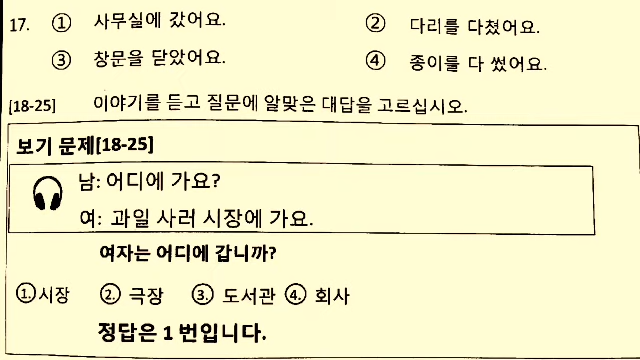 17. ① 사무실에 갔어요. ② 다리를 다쳤어요.
③ 창문을 닫았어요. ④ 종이를 다 썼어요.
[18-25] 이야기를 듣고 질문에 알맞은 대답을 고르십시오.
보기 문제[18-25]
남: 어디에 가요?
여: 과일 사러 시장에 가요.
여자는 어디에 갑니까?
①시장 ② 극장 ③ 도서관 ④ 회사
정답은 1 번입니다.